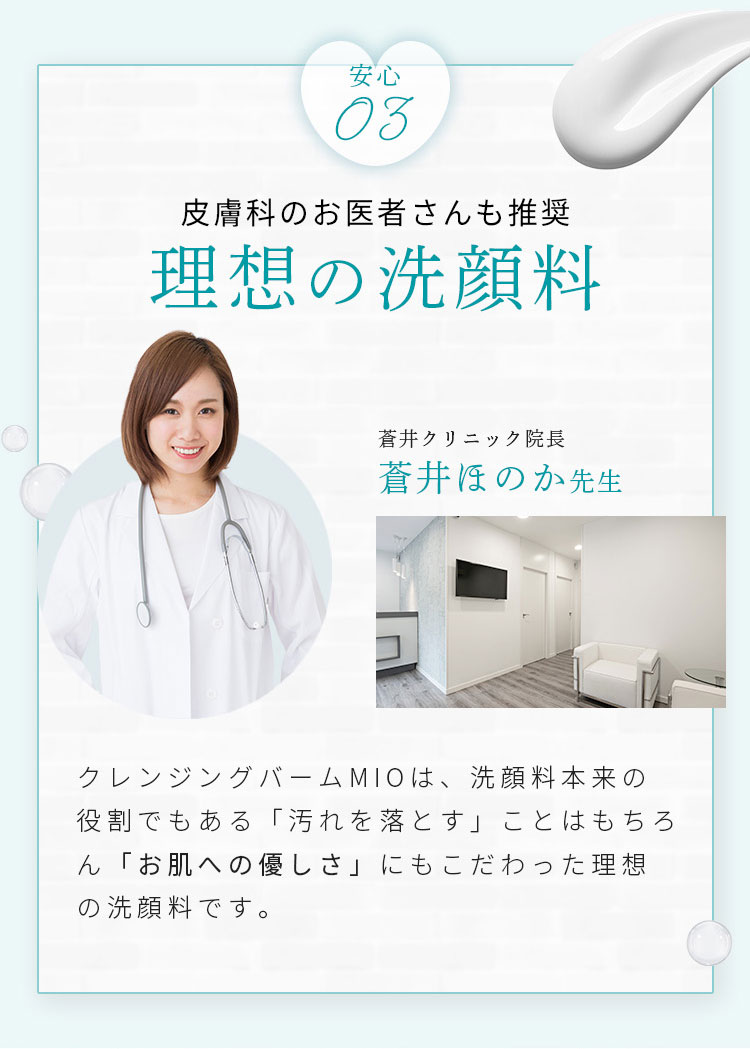 安心
03
皮膚科のお医者さんも推奨
理想の洗顔料
蒼井クリニック院長
蒼井ほのか先生
クレンジングバームMIOは、洗顔料本来の
役割でもある「汚れを落とす」ことはもちろ
ん「お肌への優しさ」にもこだわった理想
の洗顔料です。